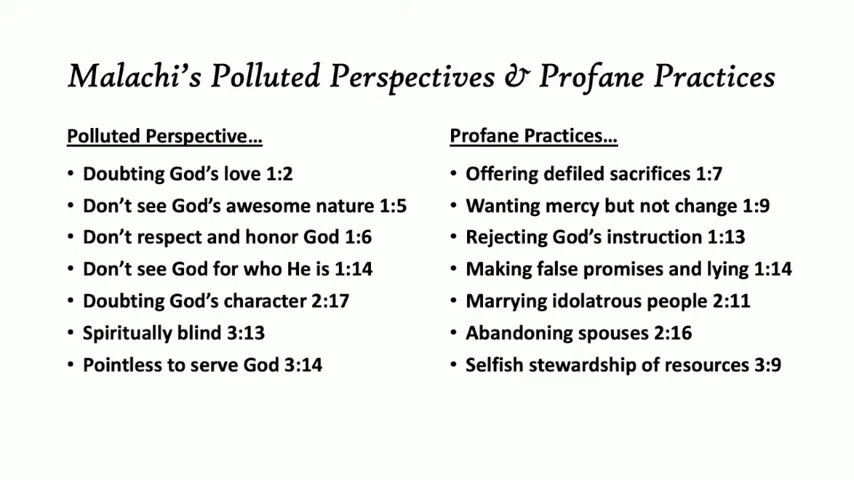 Malachi's Polluted Perspectives & Profane Practices
Polluted Perspective...
• Doubting God's love 1:2
• Don't see God's awesome nature 1:5
• Don't respect and honor God 1:6
• Don't see God for who He is 1:14
• Doubting God's character 2:17
• Spiritually blind 3:13
• Pointless to serve God 3:14
Profane Practices...
• Offering defiled sacrifices 1:7
• Wanting mercy but not change 1:9
• Rejecting God's instruction 1:13
• Making false promises and lying 1:14
• Marrying idolatrous people 2:11
• Abandoning spouses 2:16
• Selfish stewardship of resources 3:9